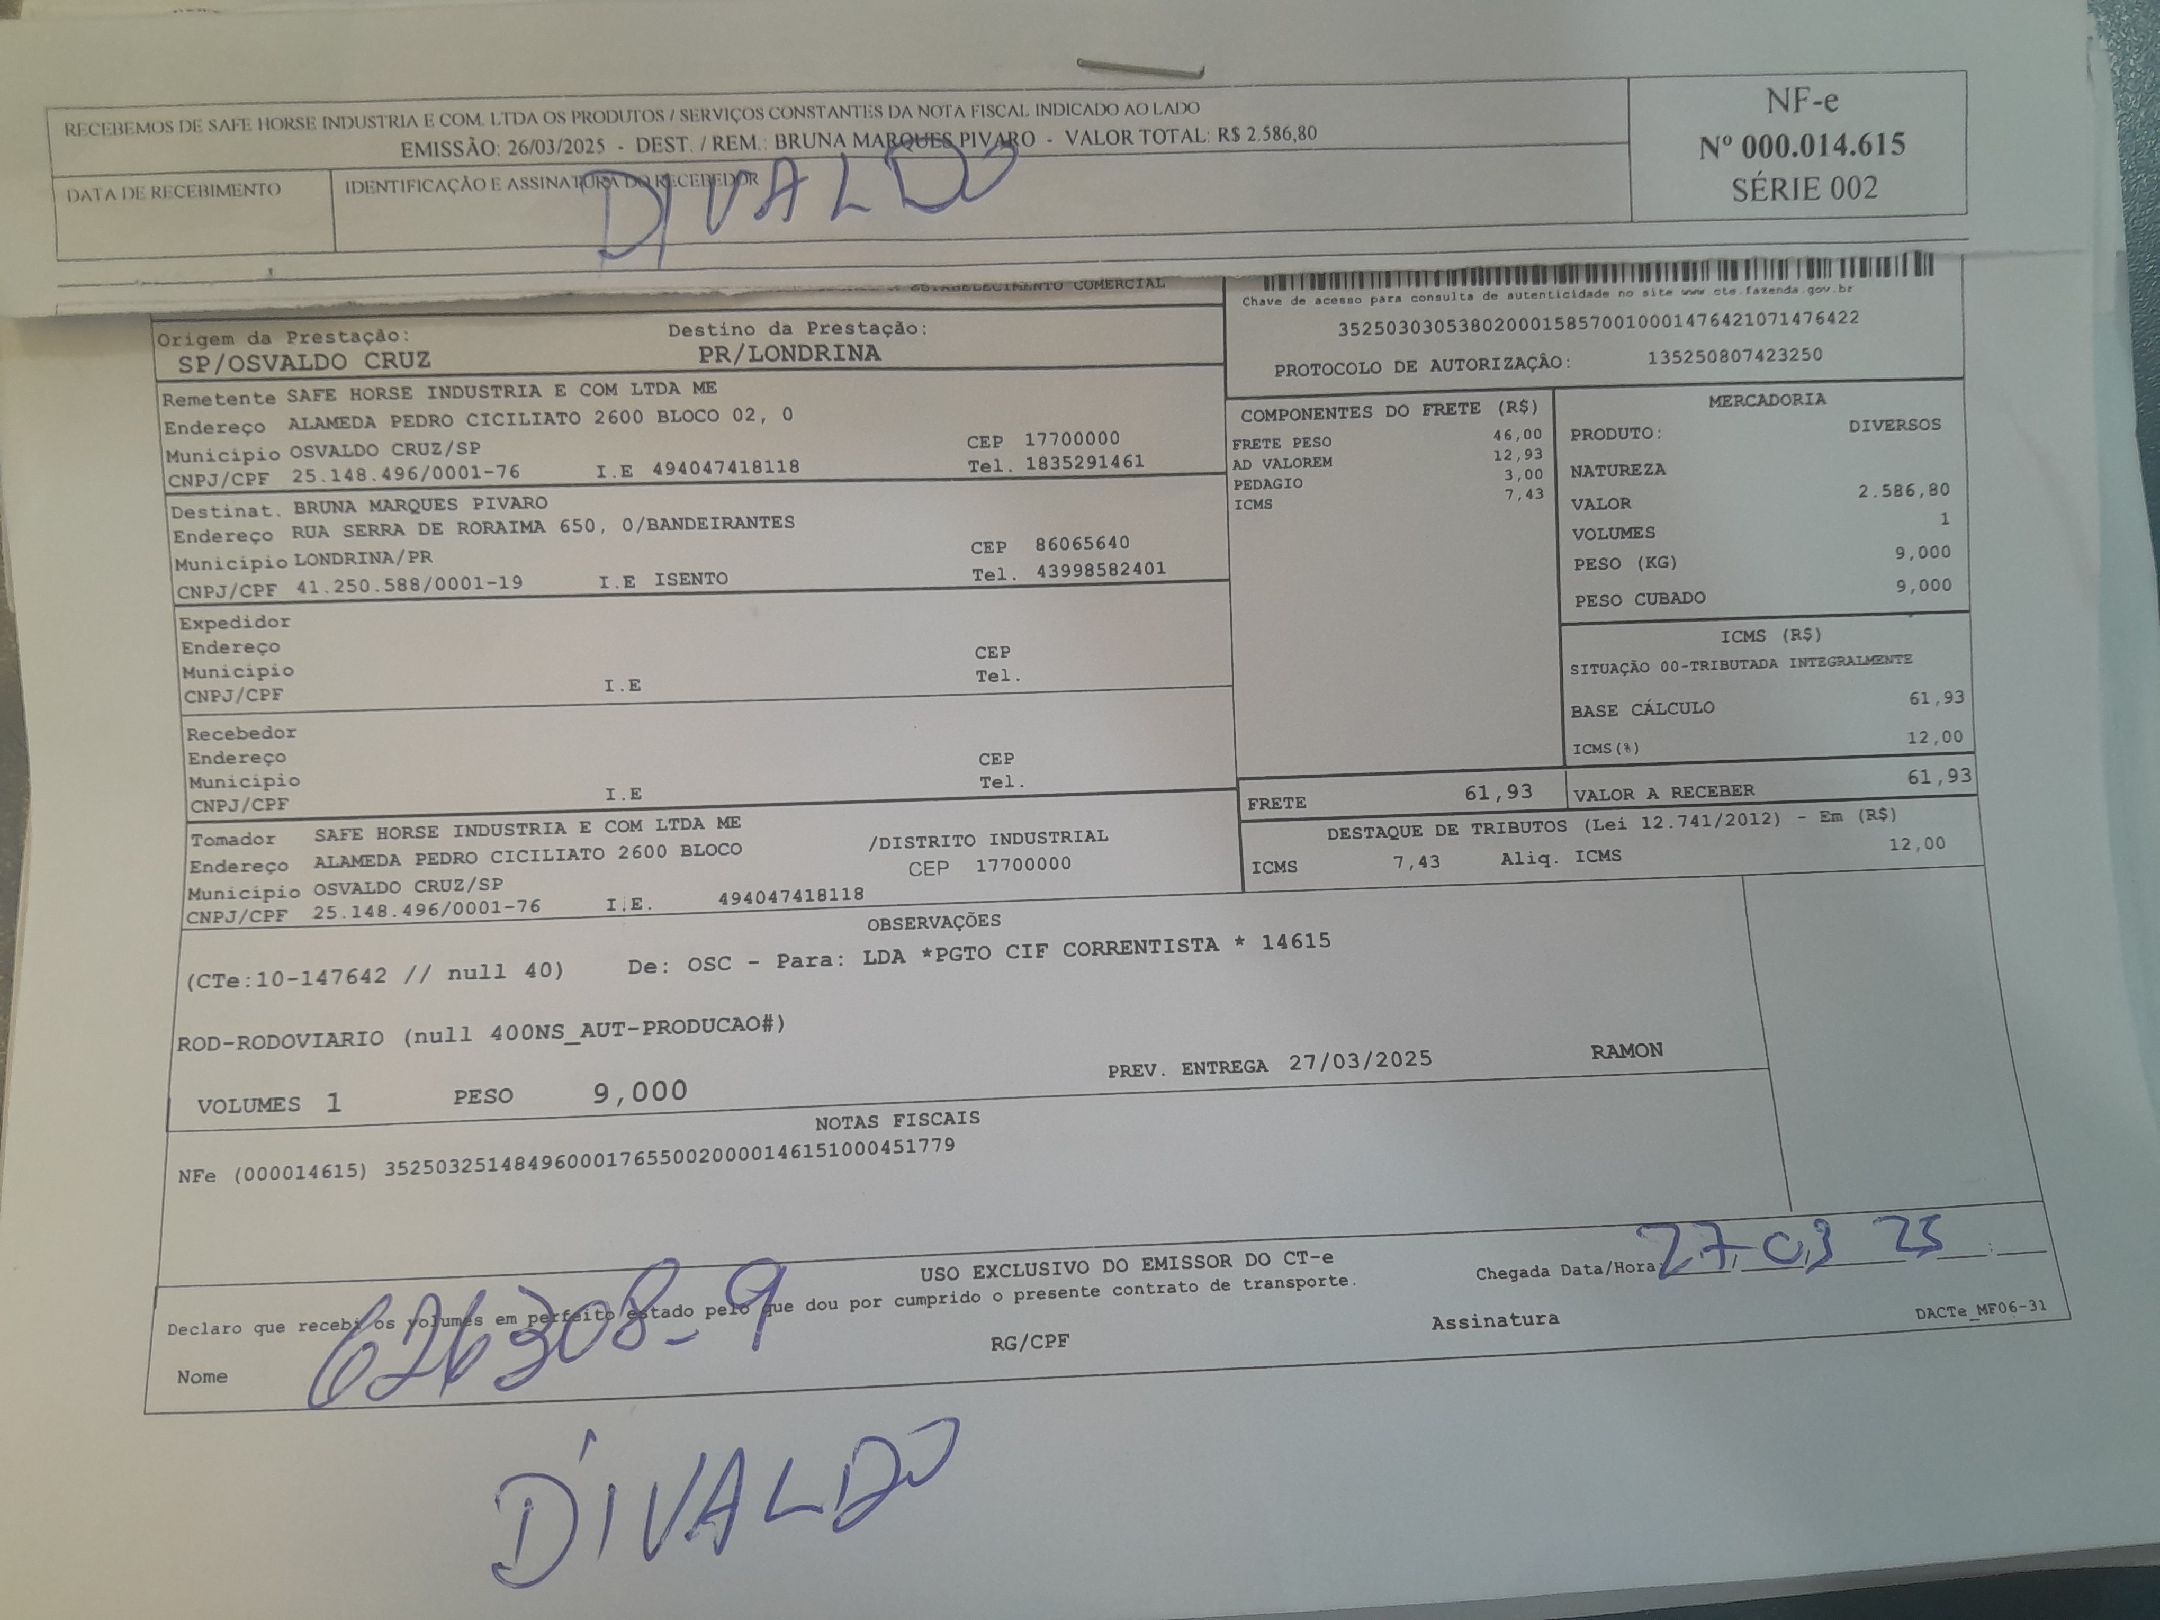 RECEBEMOS DE SAFE HORSE INDUSTRIA E COM. LTDA OS PRODUTOS / SERVIÇOS CONSTANTES DA NOTA FISCAL INDICADO AO LADO
EMISSÃO: 26/03/2025 - DEST. / REM.: BRUNA MARQUES PIVARO - VALOR TOTAL: R$ 2.586,80
DATA DE RECEBIMENTO
IDENTIFICAÇÃO E ASSINATURA DO RECEBEDOR
DIVALDO
NF-e
Nº 000.014.615
SÉRIE 002
ESTABELECIMENTO COMERCIAL
Chave de acesso para consulta de autenticidade no site www cte.fazenda.gov.br
35250303053802000158570010001476421071476422
PROTOCOLO DE AUTORIZAÇÃO: 135250807423250
Origem da Prestação:
SP/OSVALDO CRUZ
Destino da Prestação:
PR/LONDRINA
Remetente SAFE HORSE INDUSTRIA E COM LTDA ME
Endereço ALAMEDA PEDRO CICILIATO 2600 BLOCO 02, 0
Município OSVALDO CRUZ/SP CEP 17700000
CNPJ/CPF 25.148.496/0001-76 I.E 494047418118 Tel. 1835291461
Destinat. BRUNA MARQUES PIVARO
Endereço RUA SERRA DE RORAIMA 650, 0/BANDEIRANTES
Município LONDRINA/PR CEP 86065640
CNPJ/CPF 41.250.588/0001-19 I.E ISENTO Tel. 43998582401
Expedidor
Endereço
Município CEP
CNPJ/CPF I.E Tel.
Recebedor
Endereço
Município CEP
CNPJ/CPF I.E Tel.
Tomador SAFE HORSE INDUSTRIA E COM LTDA ME
Endereço ALAMEDA PEDRO CICILIATO 2600 BLOCO /DISTRITO INDUSTRIAL
Município OSVALDO CRUZ/SP CEP 17700000
CNPJ/CPF 25.148.496/0001-76 I.E. 494047418118
COMPONENTES DO FRETE (R$)
FRETE PESO 46,00
AD VALOREM 12,93
PEDAGIO 3,00
ICMS 7,43
MERCADORIA
PRODUTO: DIVERSOS
NATUREZA
VALOR 2.586,80
VOLUMES 1
PESO (KG) 9,000
PESO CUBADO 9,000
ICMS (R$)
SITUAÇÃO 00-TRIBUTADA INTEGRALMENTE
BASE CÁLCULO 61,93
ICMS(%) 12,00
FRETE 61,93
VALOR A RECEBER 61,93
DESTAQUE DE TRIBUTOS (Lei 12.741/2012) - Em (R$)
ICMS 7,43 Aliq. ICMS 12,00
OBSERVAÇÕES
(CTe:10-147642 // null 40) De: OSC - Para: LDA *PGTO CIF CORRENTISTA * 14615
ROD-RODOVIARIO (null 400NS_AUT-PRODUCAO#)
VOLUMES 1 PESO 9,000 PREV. ENTREGA 27/03/2025 RAMON
NOTAS FISCAIS
NFe (000014615) 35250325148496000176550020000146151000451779
USO EXCLUSIVO DO EMISSOR DO CT-e
Chegada Data/Hora 27 03 25 :
Declaro que recebi os volumes em perfeito estado pelo que dou por cumprido o presente contrato de transporte.
Nome RG/CPF Assinatura
626308-9
DACTe_MF06-31
DIVALDO